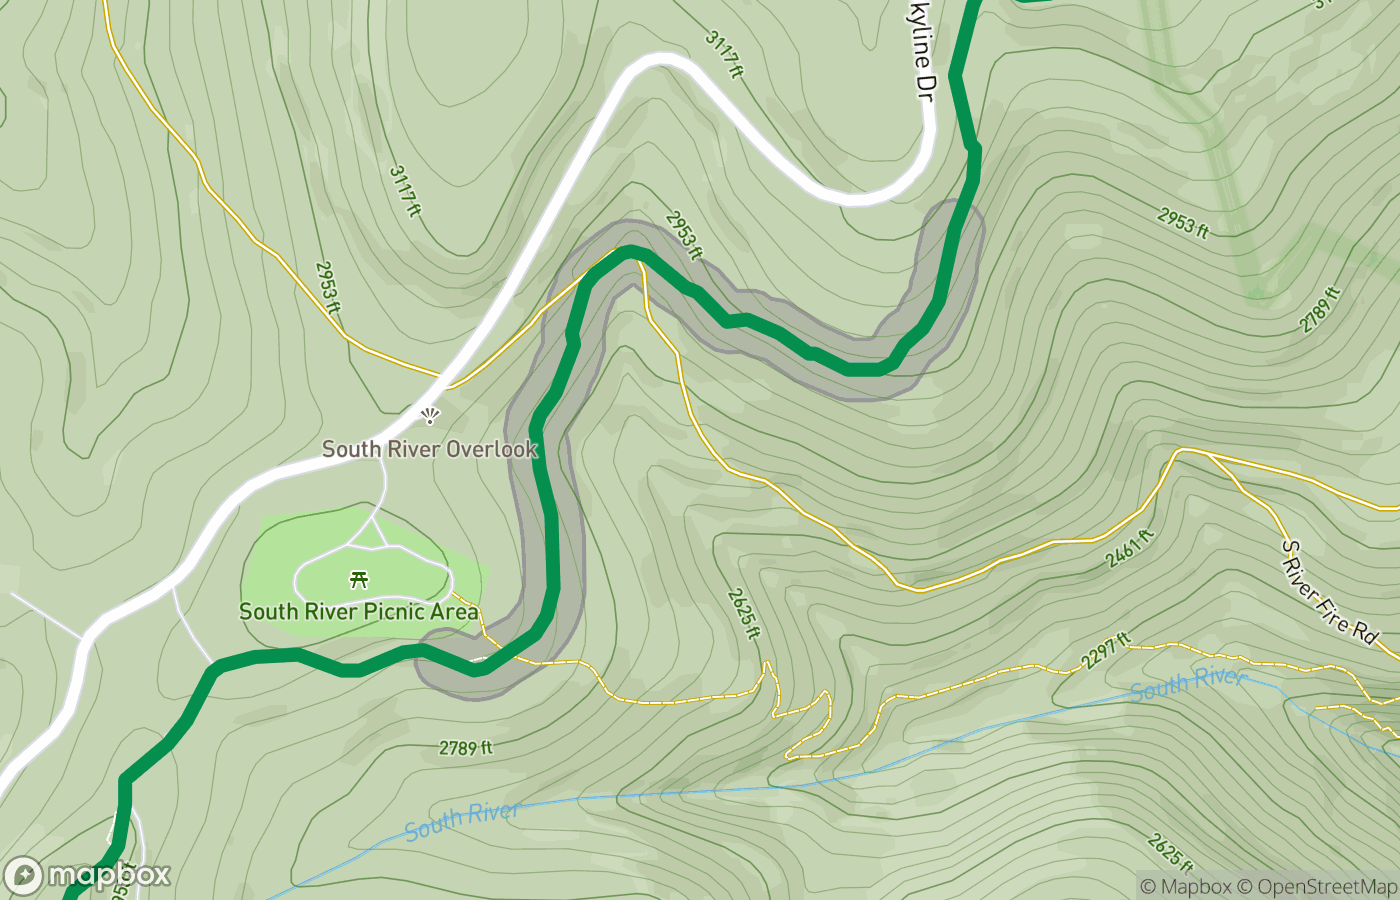 kyline Dr
3117 ft
3117 ft
2953 ft
2953 ft
2953 ft
2789 ft
South River Overlook
South River Picnic Area
2461 ft
S River Fire Rd
2625 ft
2297 ft
South River
2789 ft
South River
2625 ft
mapbox
© Mapbox © OpenStreetMap